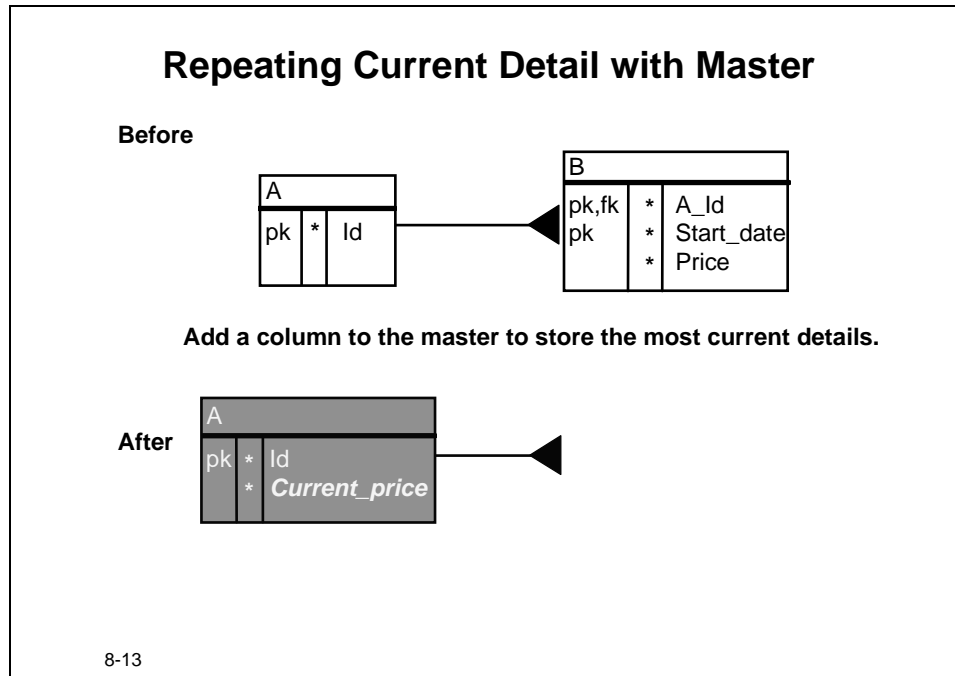 Repeating Current Detail with Master
Before
A
pk * Id
B
pk,fk * A_Id
pk * Start_date
* Price
Add a column to the master to store the most current details.
After
A
pk * Id
* Current_price
8-13